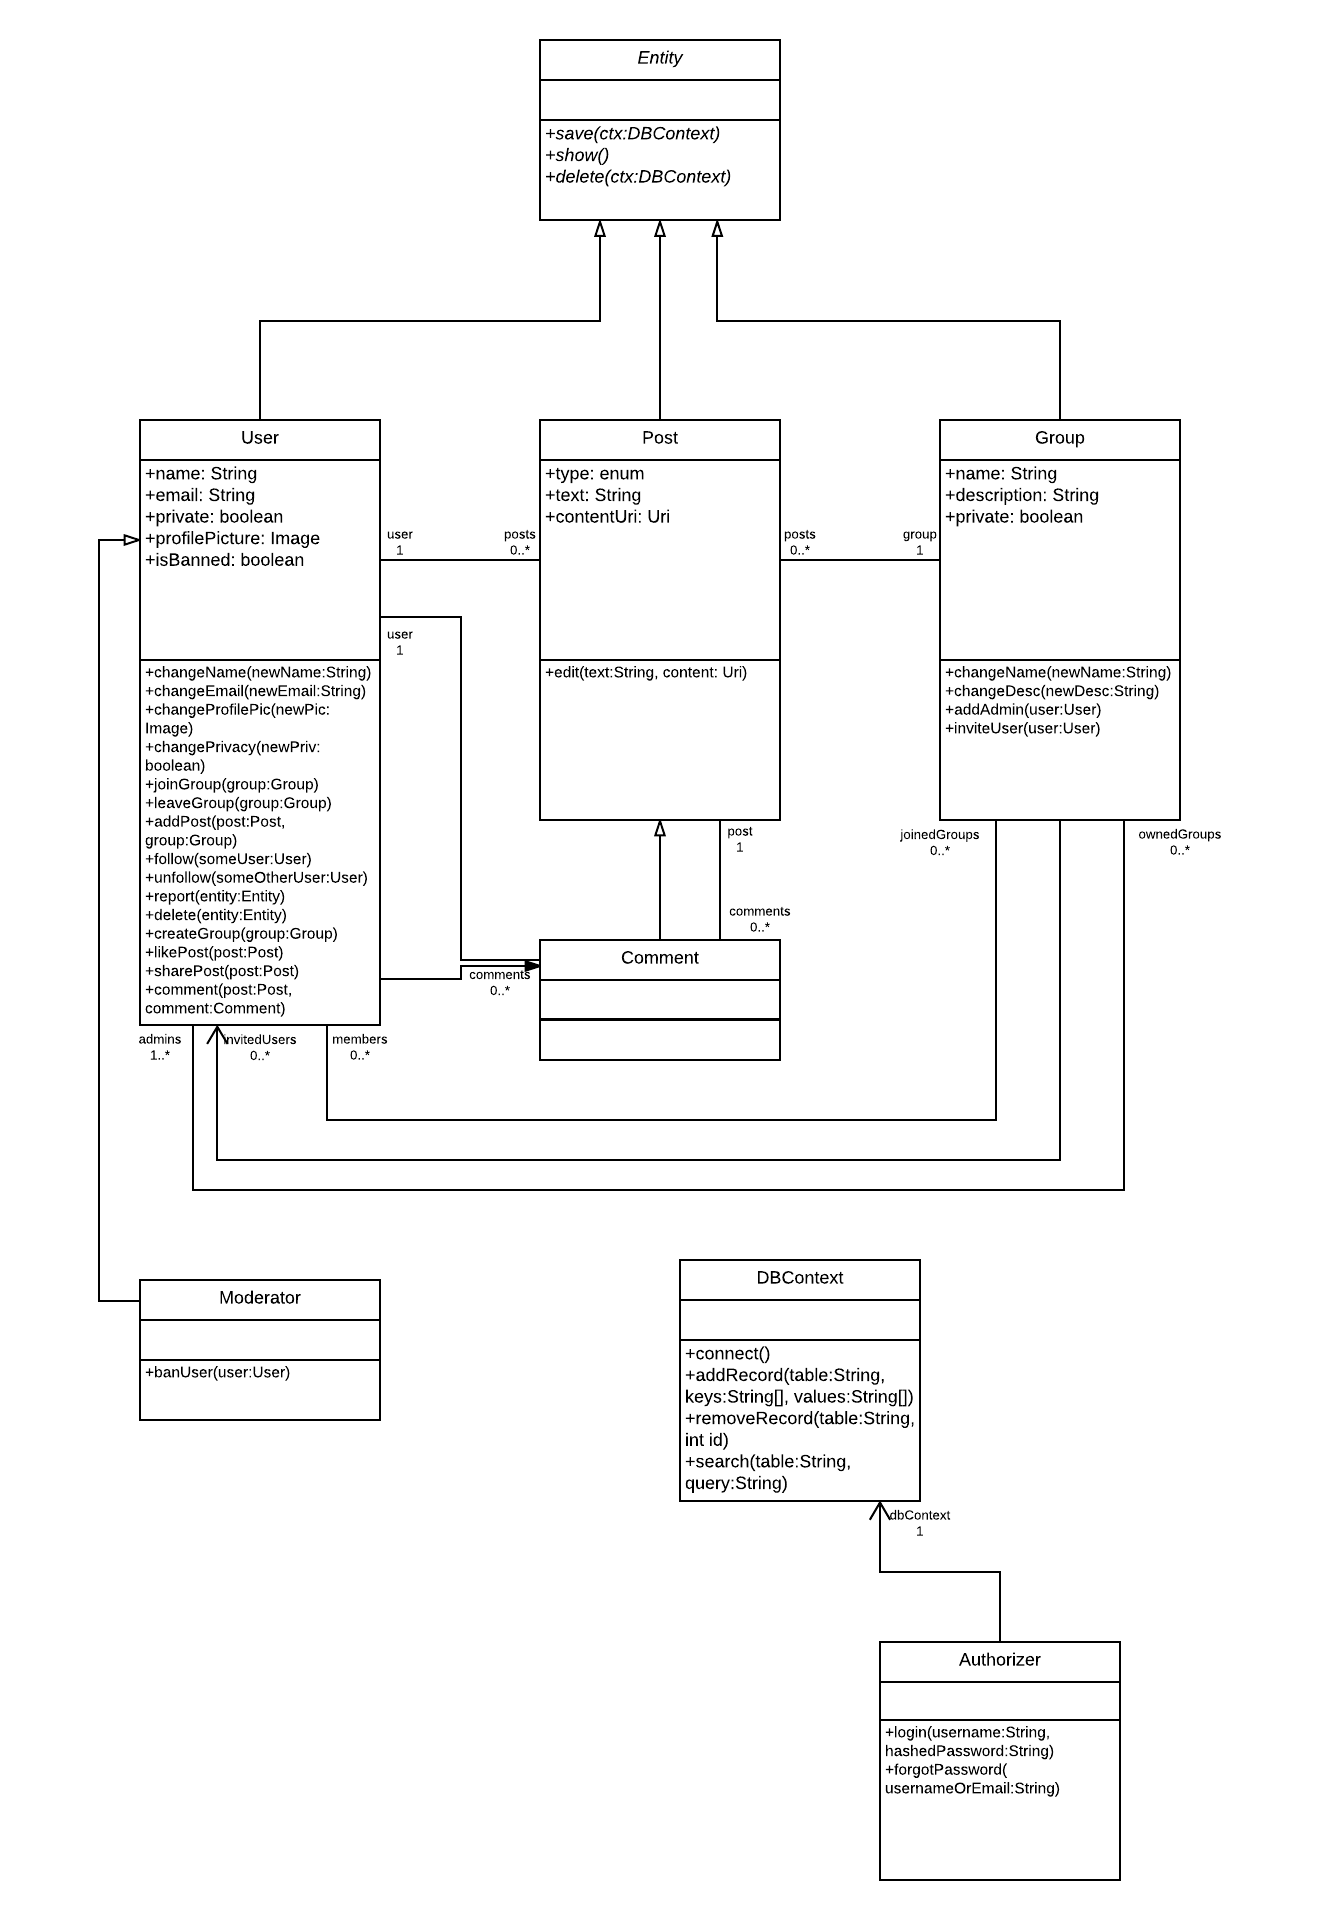 Entity
+save(ctx:DBContext)
+show()
+delete(ctx:DBContext)
User
+name: String
+email: String
+private: boolean
+profilePicture: Image
+isBanned: boolean
+changeName(newName:String)
+changeEmail(newEmail:String)
+changeProfilePic(newPic:
Image)
+changePrivacy(newPriv:
boolean)
+joinGroup(group:Group)
+leaveGroup(group:Group)
+addPost(post:Post,
group:Group)
+follow(someUser:User)
+unfollow(someOtherUser:User)
+report(entity:Entity)
+delete(entity:Entity)
+createGroup(group:Group)
+likePost(post:Post)
+sharePost(post:Post)
+comment(post:Post,
comment:Comment)
user
1
posts
0..*
user
1
Post
+type: enum
+text: String
+contentUri: Uri
+edit(text:String, content: Uri)
posts
0..*
group
1
Group
+name: String
+description: String
+private: boolean
+changeName(newName:String)
+changeDesc(newDesc:String)
+addAdmin(user:User)
+inviteUser(user:User)
post
1
comments
0..*
joinedGroups
0..*
ownedGroups
0..*
Comment
comments
0..*
admins
1..*
invitedUsers
0..*
members
0..*
Moderator
+banUser(user:User)
DBContext
+connect()
+addRecord(table:String,
keys:String[], values:String[])
+removeRecord(table:String,
int id)
+search(table:String,
query:String)
dbContext
1
Authorizer
+login(username:String,
hashedPassword:String)
+forgotPassword(
usernameOrEmail:String)